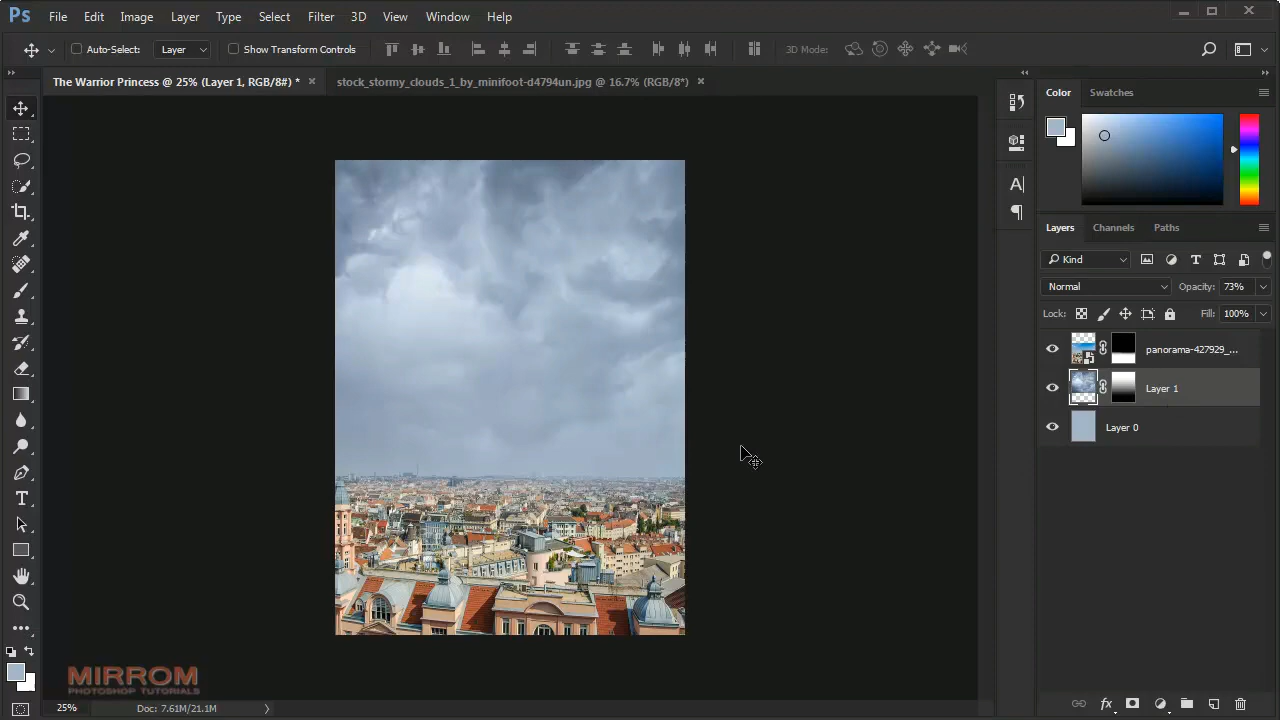 Ps File Edit Image Layer Type Select Filter 3D View Window Help
Auto-Select: Layer Show Transform Controls 3D Mode:
The Warrior Princess @ 25% (Layer 1, RGB/8#) * × stock_stormy_clouds_1_by_minifoot-d4794un.jpg @ 16.7% (RGB/8*) ×
Color Swatches
Layers Channels Paths
Kind
Normal Opacity: 73%
Lock: Fill: 100%
panorama-427929_...
Layer 1
Layer 0
MIRROM
PHOTOSHOP TUTORIALS
25% Doc: 7.61M/21.1M